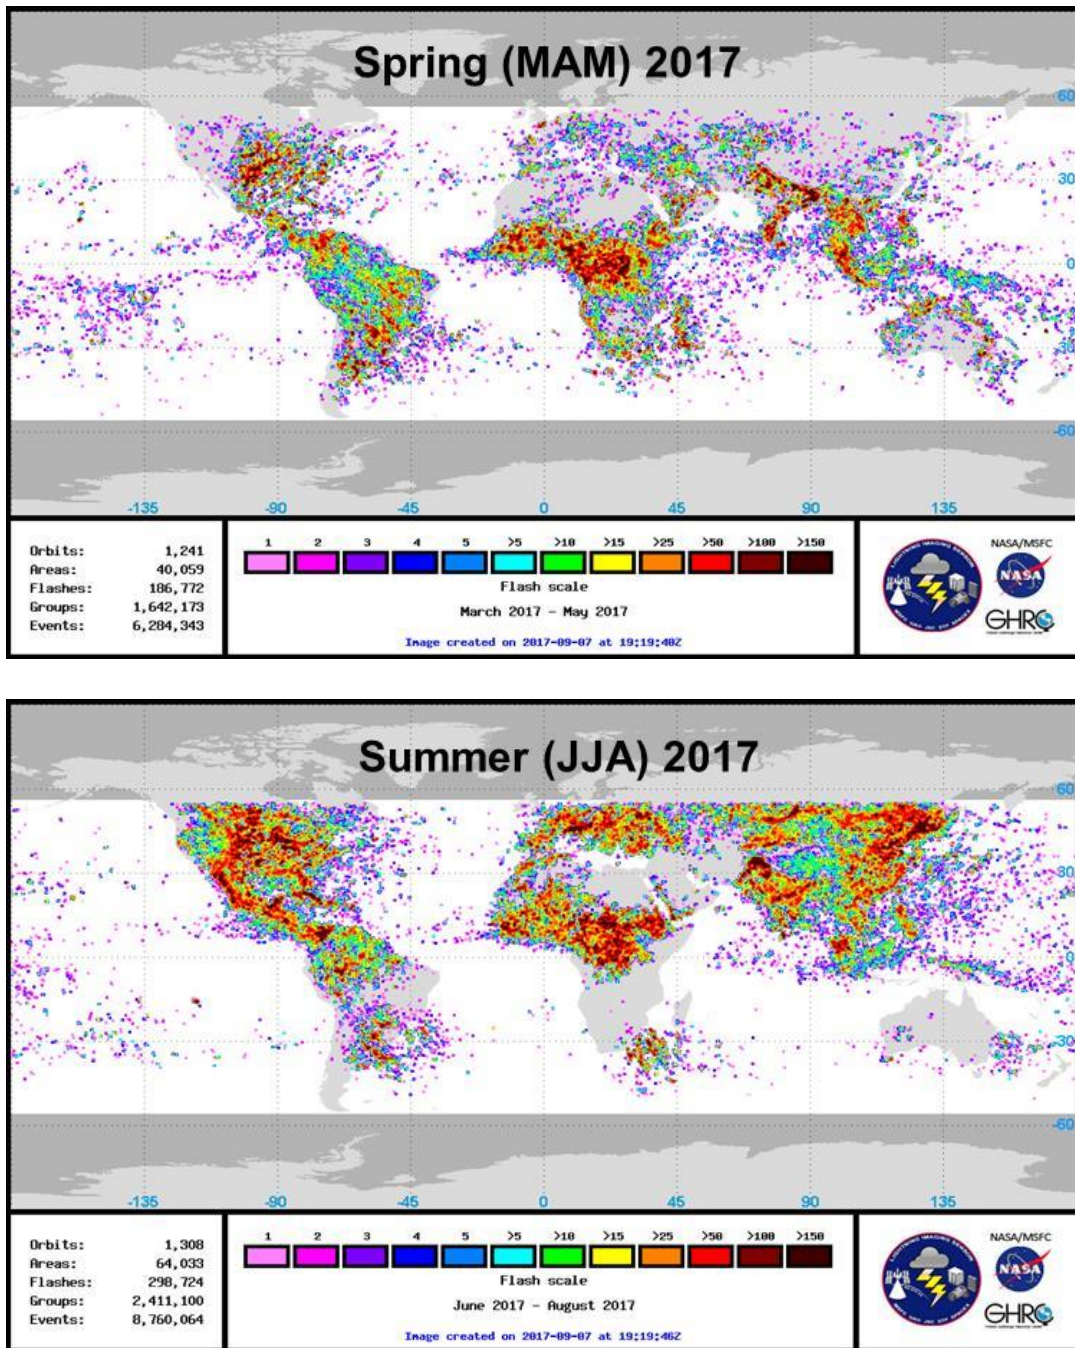 Spring (MAM) 2017
60
30
0
-30
-60
-135 -90 -45 0 45 90 135
Orbits: 1,241
Areas: 40,059
Flashes: 186,772
Groups: 1,642,173
Events: 6,284,343
1 2 3 4 5 >5 >10 >15 >25 >50 >100 >150
Flash scale
March 2017 - May 2017
Image created on 2017-09-07 at 19:19:40Z
LIGHTNING IMAGING SENSOR
NASA/MSFC
NASA
GHRC
Summer (JJA) 2017
60
30
0
-30
-60
-135 -90 -45 0 45 90 135
Orbits: 1,308
Areas: 64,033
Flashes: 298,724
Groups: 2,411,100
Events: 8,760,064
1 2 3 4 5 >5 >10 >15 >25 >50 >100 >150
Flash scale
June 2017 - August 2017
Image created on 2017-09-07 at 19:19:46Z
LIGHTNING IMAGING SENSOR
NASA/MSFC
NASA
GHRC